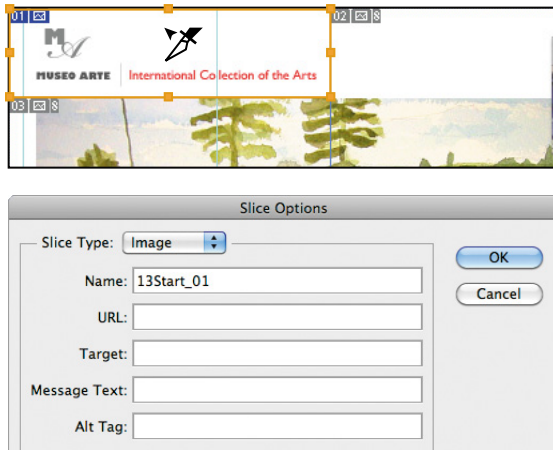 01
02 8
MA
MUSEO ARTE International Collection of the Arts
03 8
Slice Options
Slice Type: Image
Name: 13Start_01
URL:
Target:
Message Text:
Alt Tag:
OK
Cancel